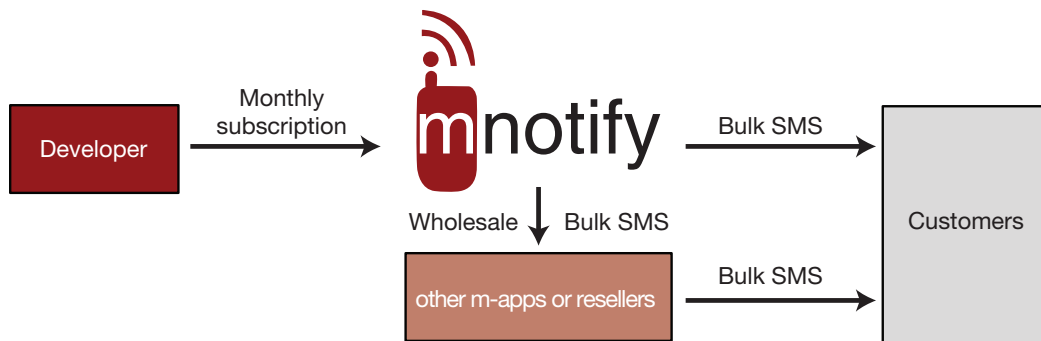 Monthly
subscription
Developer
mnotify
Bulk SMS
Customers
Wholesale
Bulk SMS
other m-apps or resellers
Bulk SMS